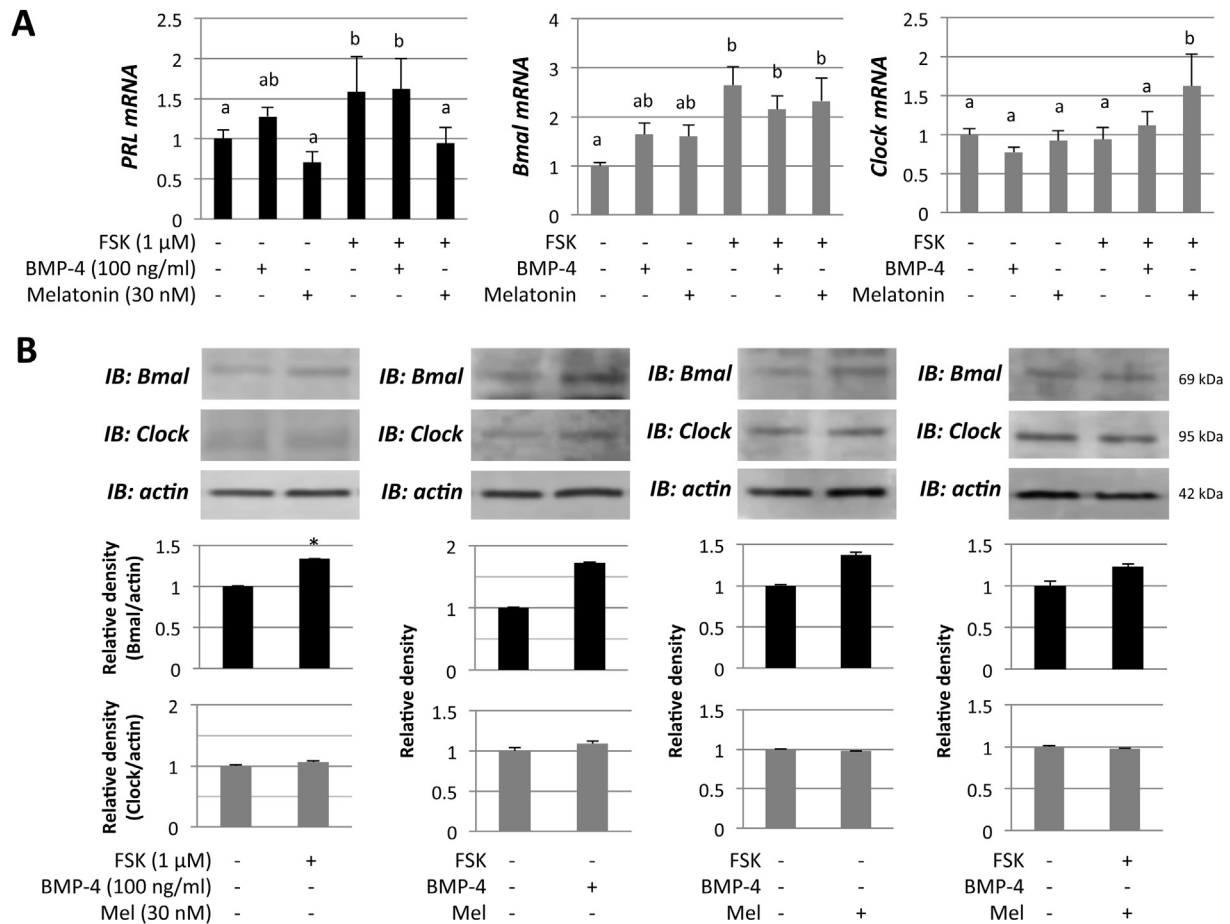 A
PRL mRNA
2.5
2
1.5
1
0.5
0
a
ab
a
b
b
a
FSK (1 µM) - - - + + +
BMP-4 (100 ng/ml) - + - - + -
Melatonin (30 nM) - - + - - +
Bmal mRNA
4
3
2
1
0
a
ab
ab
b
b
b
FSK - - - + + +
BMP-4 - + - - + -
Melatonin - - + - - +
Clock mRNA
2.5
2
1.5
1
0.5
0
a
a
a
a
a
b
FSK - - - + + +
BMP-4 - + - - + -
Melatonin - - + - - +
B
IB: Bmal IB: Bmal IB: Bmal IB: Bmal 69 kDa
IB: Clock IB: Clock IB: Clock IB: Clock 95 kDa
IB: actin IB: actin IB: actin IB: actin 42 kDa
Relative density
(Bmal/actin)
1.5
1
0.5
0
*
Relative density
(Clock/actin)
2
1
0
FSK (1 µM) - +
BMP-4 (100 ng/ml) - -
Mel (30 nM) - -
Relative density
2
1
0
1.5
1
0.5
0
FSK - -
BMP-4 - +
Mel - -
Relative density
1.5
1
0.5
0
1.5
1
0.5
0
FSK - -
BMP-4 - -
Mel - +
Relative density
1.5
1
0.5
0
1.5
1
0.5
0
FSK - +
BMP-4 - -
Mel - +